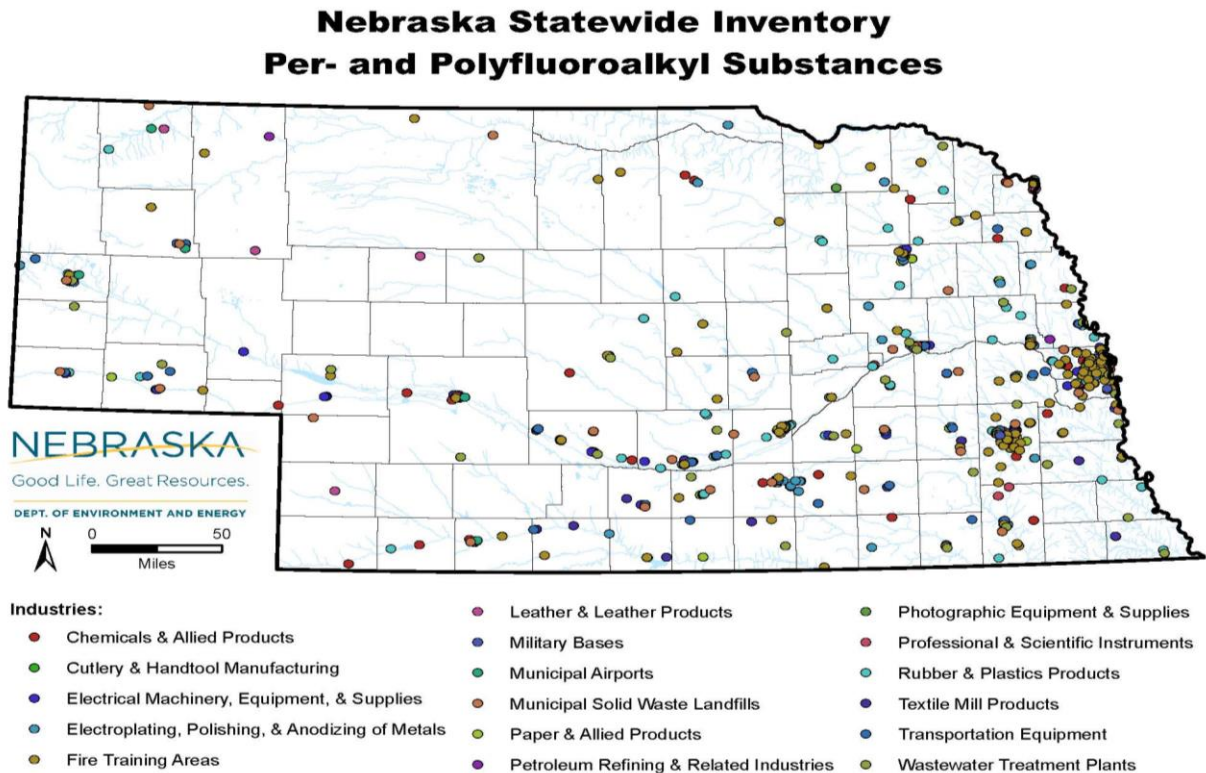 Nebraska Statewide Inventory
Per- and Polyfluoroalkyl Substances
NEBRASKA
Good Life. Great Resources.
DEPT. OF ENVIRONMENT AND ENERGY
N
0 50
Miles
Industries:
Chemicals & Allied Products
Cutlery & Handtool Manufacturing
Electrical Machinery, Equipment, & Supplies
Electroplating, Polishing, & Anodizing of Metals
Fire Training Areas
Leather & Leather Products
Military Bases
Municipal Airports
Municipal Solid Waste Landfills
Paper & Allied Products
Petroleum Refining & Related Industries
Photographic Equipment & Supplies
Professional & Scientific Instruments
Rubber & Plastics Products
Textile Mill Products
Transportation Equipment
Wastewater Treatment Plants